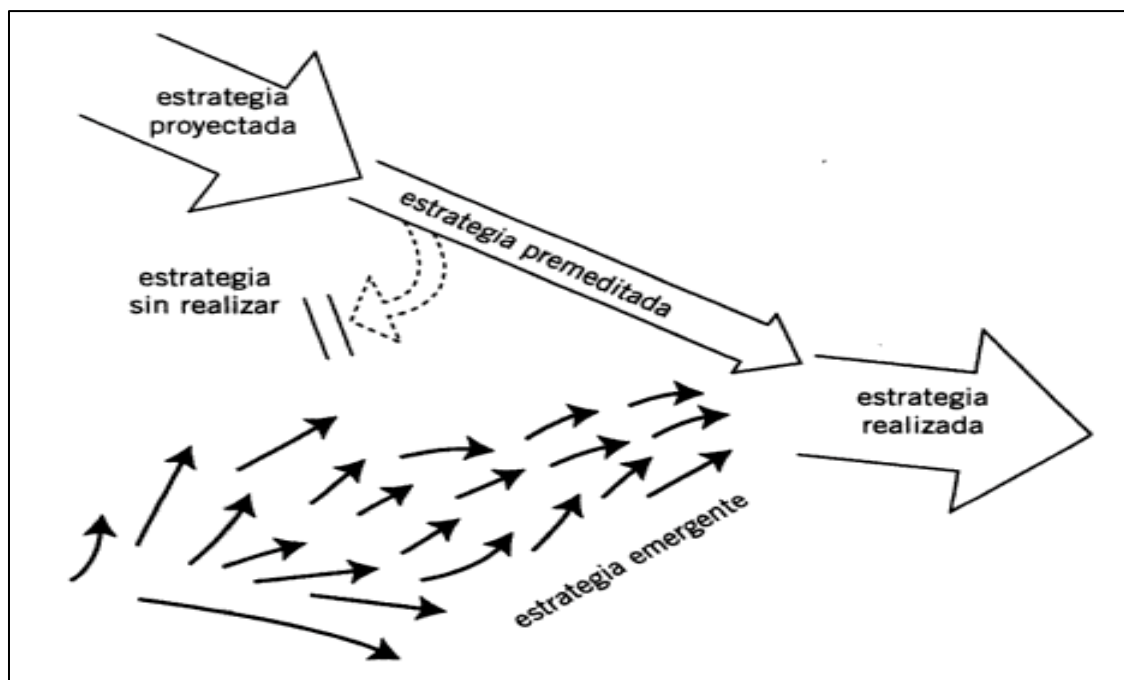 estrategia
proyectada
estrategia premeditada
estrategia
sin realizar
estrategia
realizada
estrategia emergente